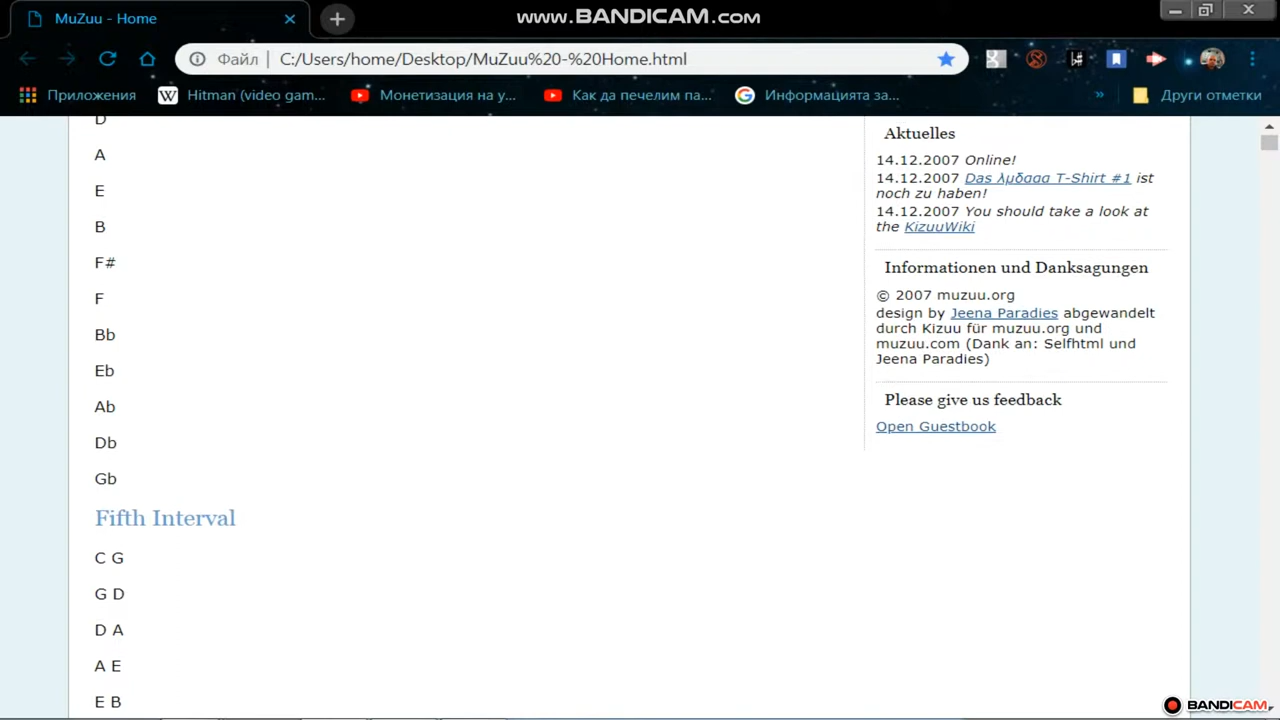 MuZuu - Home
www.BANDICAM.com
Файл
C:/Users/home/Desktop/MuZuu%20-%20Home.html
Приложения
Hitman (video gam...
Монетизация на у...
Как да печелим па...
Информацията за...
»
Други отметки
D
A
E
B
F#
F
Bb
Eb
Ab
Db
Gb
Fifth Interval
C G
G D
D A
A E
E B
Aktuelles
14.12.2007 Online!
14.12.2007 Das λμδααα T-Shirt #1 ist
noch zu haben!
14.12.2007 You should take a look at
the KizuuWiki
Informationen und Danksagungen
© 2007 muzuu.org
design by Jeena Paradies abgewandelt
durch Kizuu für muzuu.org und
muzuu.com (Dank an: Selfhtml und
Jeena Paradies)
Please give us feedback
Open Guestbook
BANDICAM